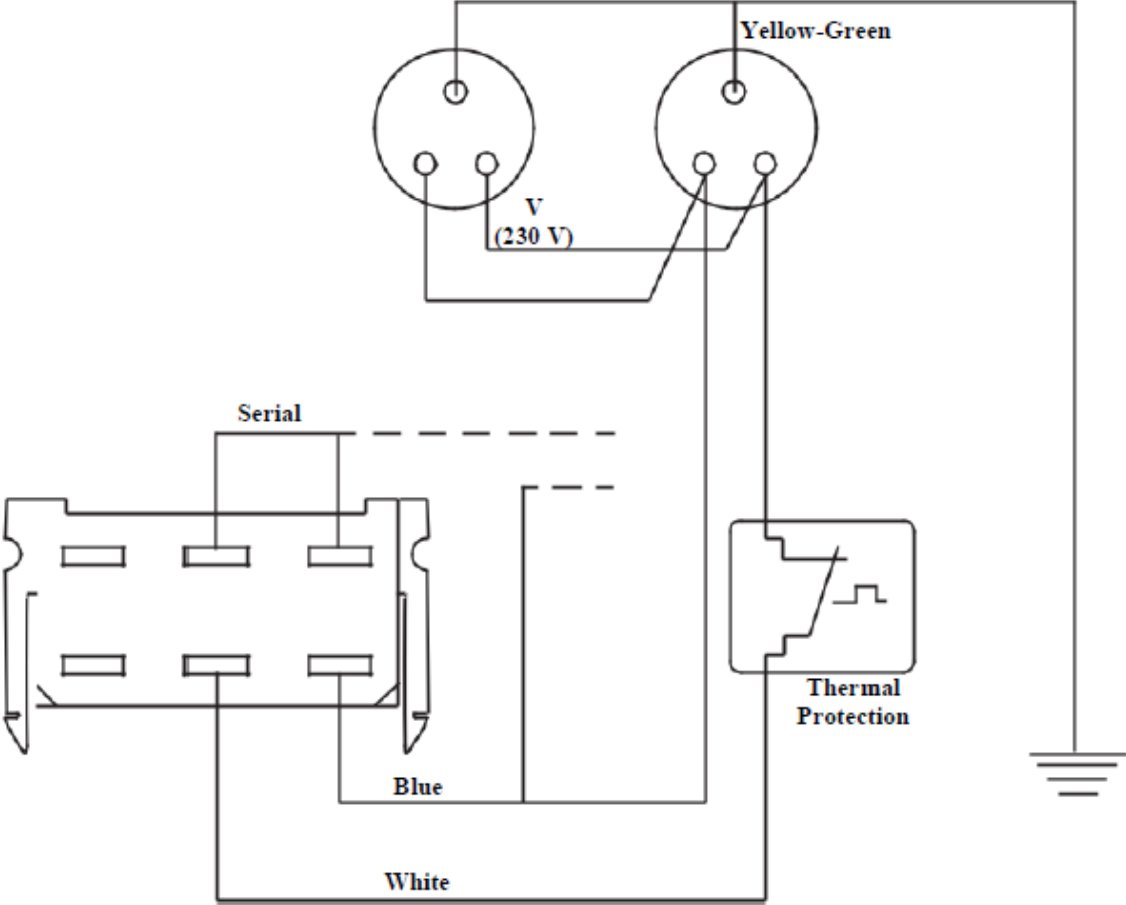 Yellow-Green
V
(230 V)
Serial
Thermal
Protection
Blue
White